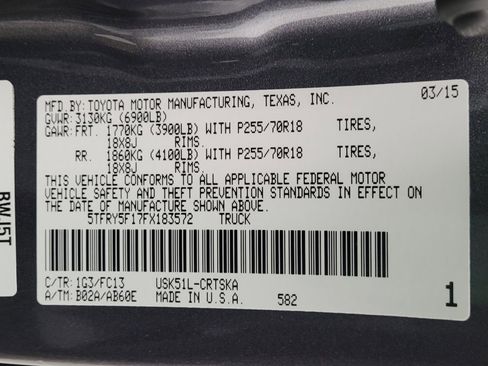 MFD.BY: TOYOTA MOTOR MANUFACTURING, TEXAS, INC. 03/15
GVWR: 3130KG (6900LB)
GAWR: FRT. 1770KG (3900LB) WITH P255/70R18 TIRES,
18X8J RIMS.
RR. 1860KG (4100LB) WITH P255/70R18 TIRES,
18X8J RIMS.
THIS VEHICLE CONFORMS TO ALL APPLICABLE FEDERAL MOTOR
VEHICLE SAFETY AND THEFT PREVENTION STANDARDS IN EFFECT ON
THE DATE OF MANUFACTURE SHOWN ABOVE.
5TFRY5F17FX183572 TRUCK
C/TR: 1G3/FC13 USK51L-CRTSKA
A/TM: B02A/AB60E MADE IN U.S.A. 582 1
RWJ5T